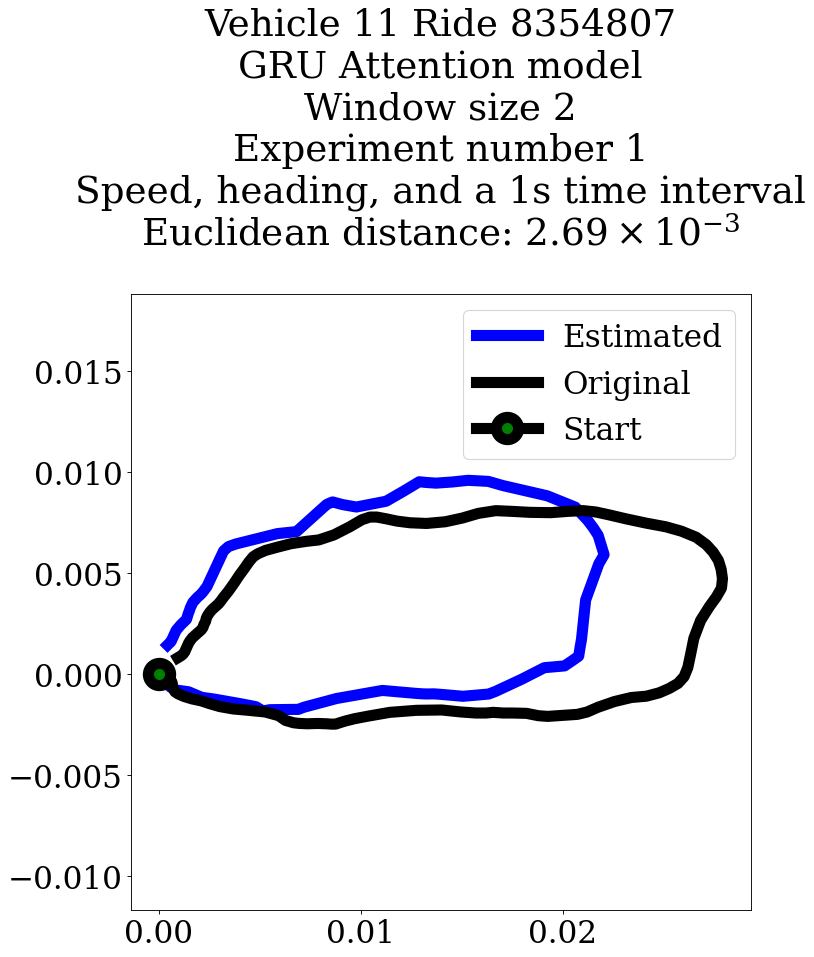 Vehicle 11 Ride 8354807
GRU Attention model
Window size 2
Experiment number 1
Speed, heading, and a 1s time interval
Euclidean distance: 2.69 × 10⁻³
Estimated
Original
Start
0.015
0.010
0.005
0.000
−0.005
−0.010
0.00 0.01 0.02